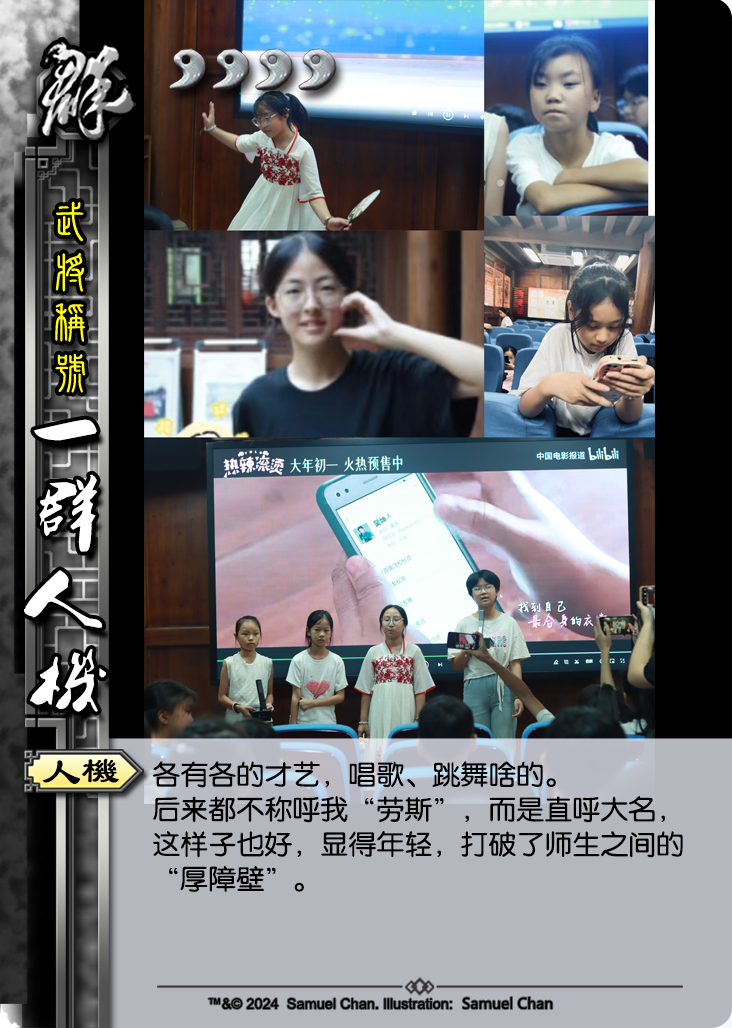 群
武將稱號
一群人機
热辣滚烫 大年初一 火热预售中
中国电影报道 bilibili
找到自己
最合身的衣
人機
各有各的才艺，唱歌、跳舞啥的。
后来都不称呼我“劳斯”，而是直呼大名，
这样子也好，显得年轻，打破了师生之间的
“厚障壁”。
™&© 2024 Samuel Chan. Illustration: Samuel Chan